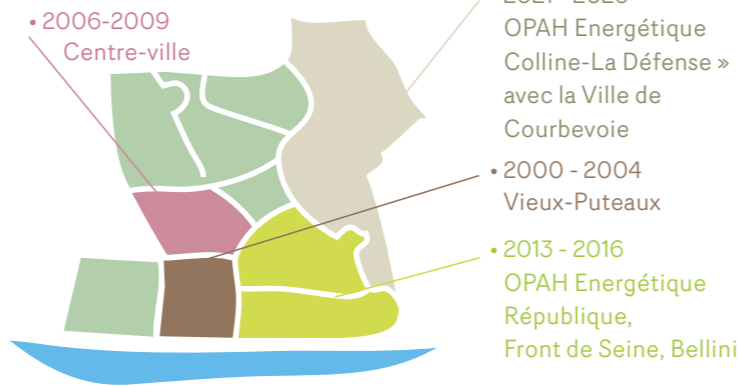 • 2006-2009
Centre-ville
OPAH Energétique
Colline-La Défense »
avec la Ville de
Courbevoie
• 2000 - 2004
Vieux-Puteaux
• 2013 - 2016
OPAH Energétique
République,
Front de Seine, Bellini